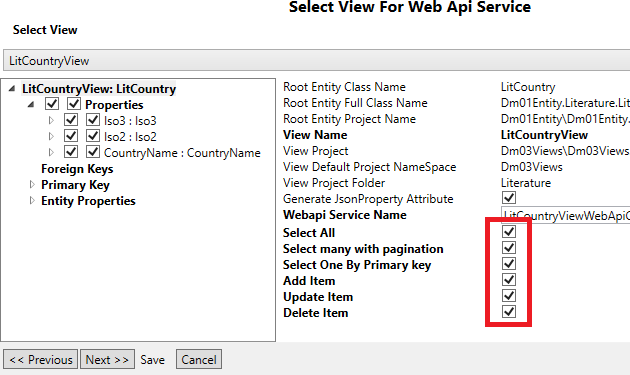 Select View For Web Api Service
Select View
LitCountryView
LitCountryView: LitCountry
Properties
Iso3 : Iso3
Iso2 : Iso2
CountryName : CountryName
Foreign Keys
Primary Key
Entity Properties
Root Entity Class Name LitCountry
Root Entity Full Class Name Dm01Entity.Literature.Lit
Root Entity Project Name Dm01Entity\Dm01Entity.
View Name LitCountryView
View Project Dm03Views\Dm03Views
View Default Project NameSpace Dm03Views
View Project Folder Literature
Generate JsonProperty Attribute
Webapi Service Name LitCountryViewWebApi
Select All
Select many with pagination
Select One By Primary key
Add Item
Update Item
Delete Item
<< Previous Next >> Save Cancel